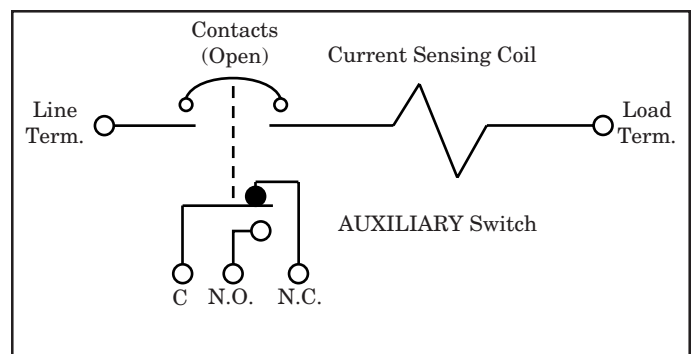 Contacts
(Open)
Current Sensing Coil
Line
Term.
Load
Term.
AUXILIARY Switch
C
N.O.
N.C.